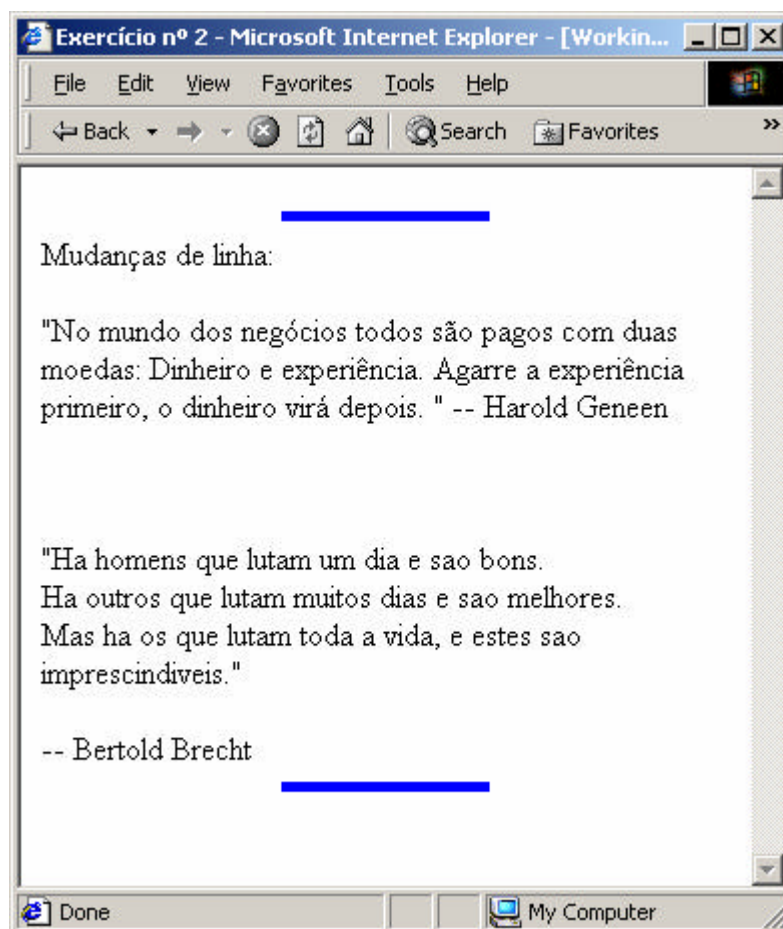 Exercício nº 2 - Microsoft Internet Explorer - [Workin...
File Edit View Favorites Tools Help
Back Search Favorites »
Mudanças de linha:
"No mundo dos negócios todos são pagos com duas
moedas: Dinheiro e experiência. Agarre a experiência
primeiro, o dinheiro virá depois. " -- Harold Geneen
"Ha homens que lutam um dia e sao bons.
Ha outros que lutam muitos dias e sao melhores.
Mas ha os que lutam toda a vida, e estes sao
imprescindiveis."
-- Bertold Brecht
Done My Computer